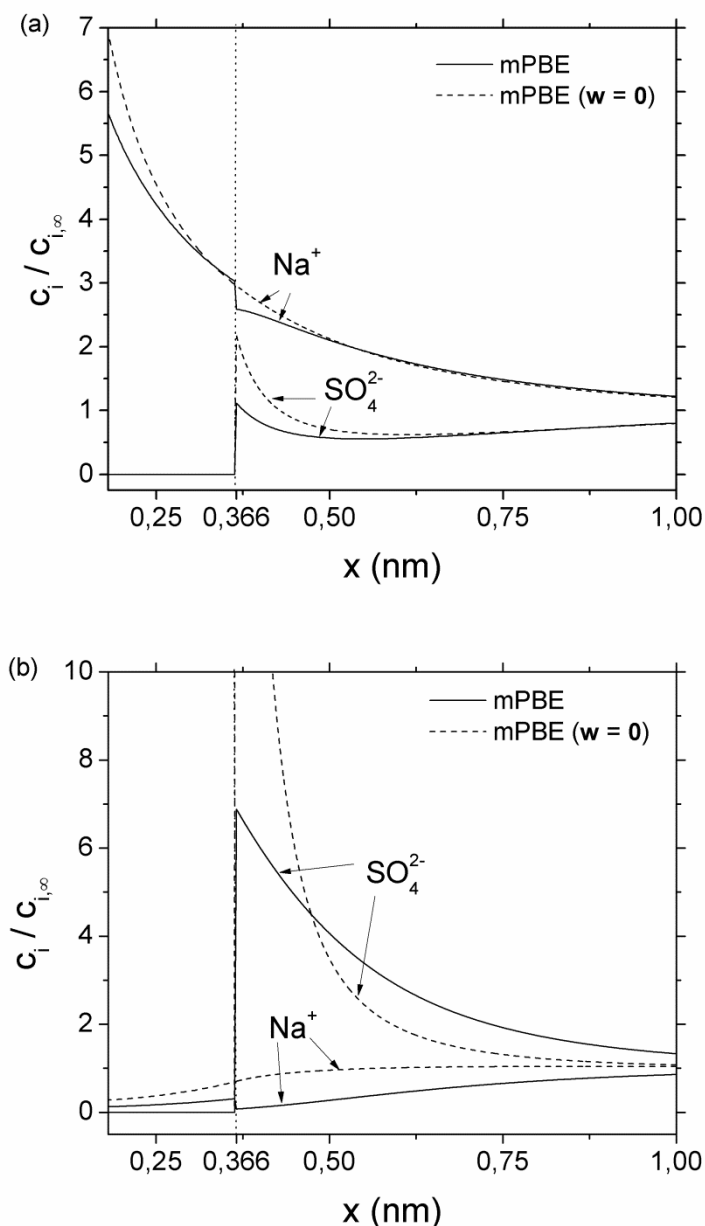 (a)
7
6
5
4
3
2
1
0
c_i / c_{i,∞}
mPBE
mPBE (w = 0)
Na⁺
SO₄²⁻
0,25
0,366
0,50
0,75
1,00
x (nm)
(b)
10
8
6
4
2
0
c_i / c_{i,∞}
mPBE
mPBE (w = 0)
SO₄²⁻
Na⁺
0,25
0,366
0,50
0,75
1,00
x (nm)